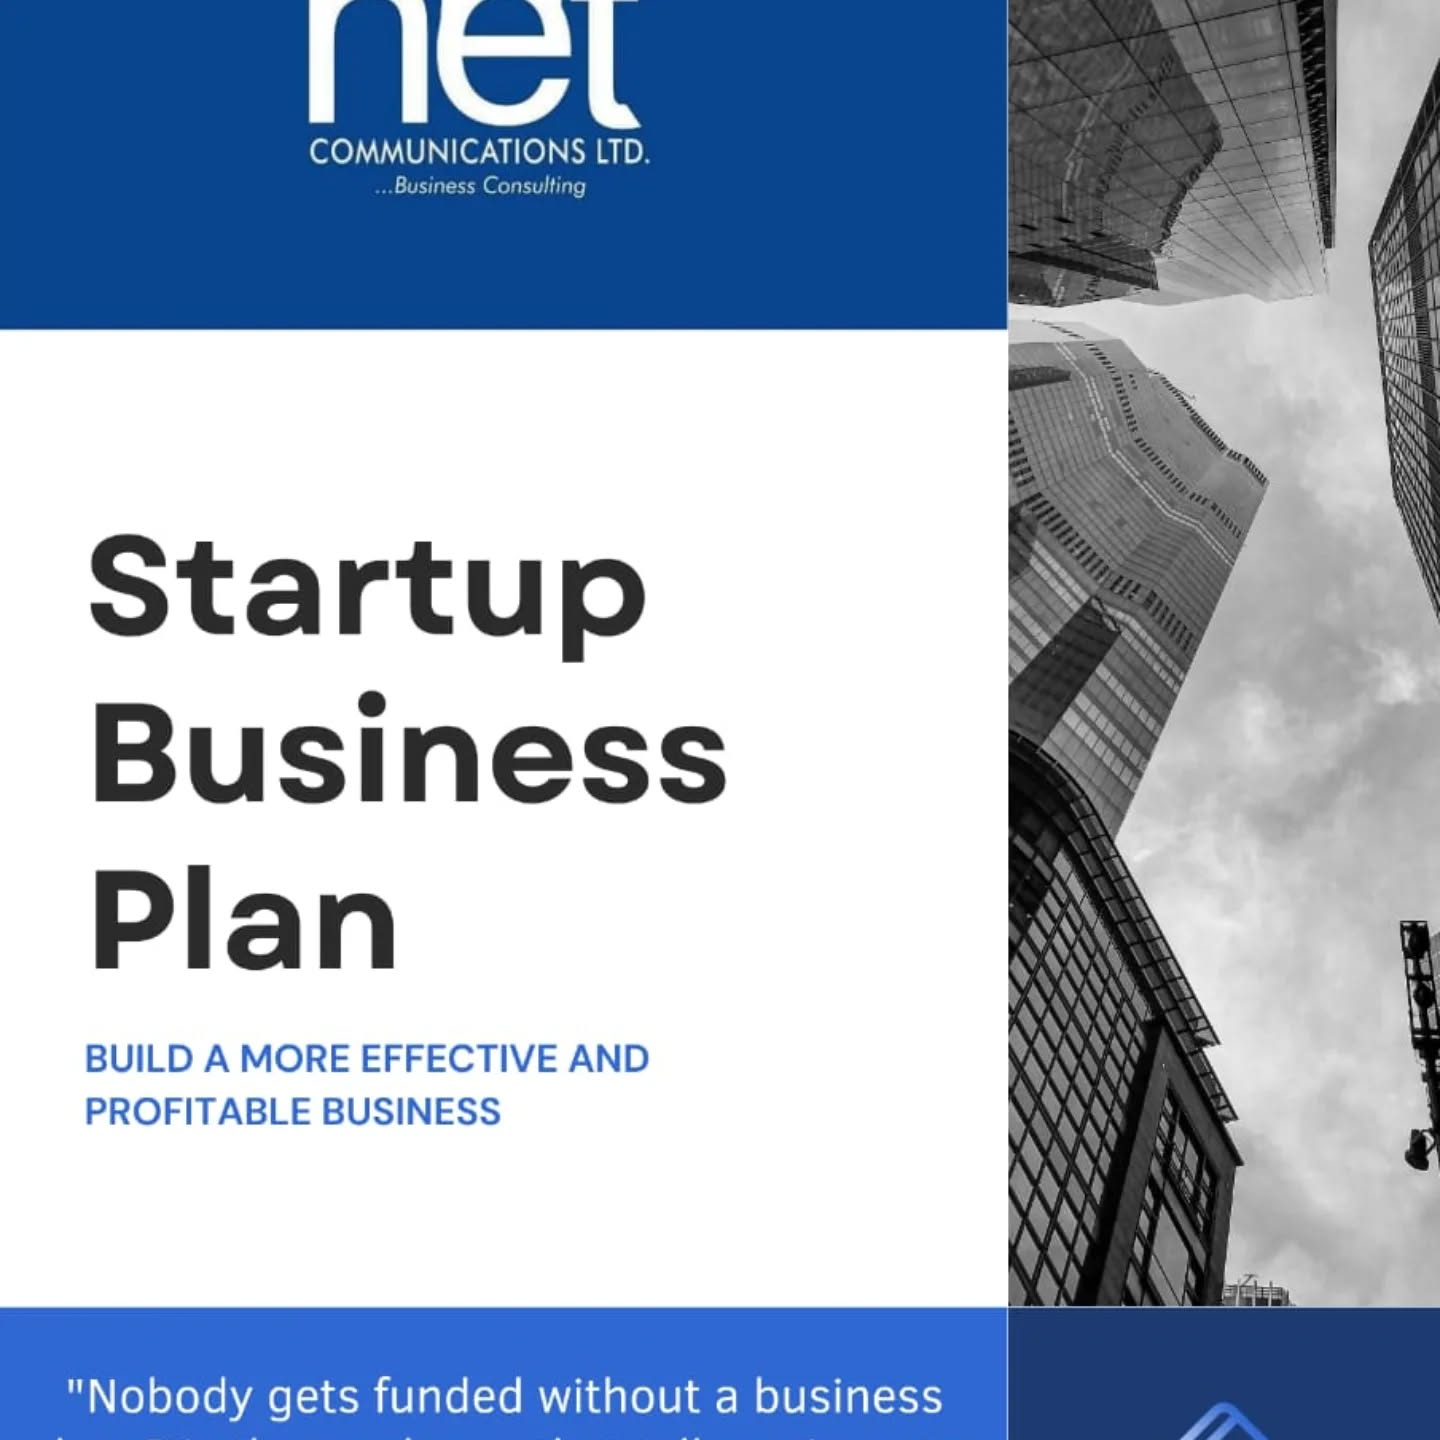 net
COMMUNICATIONS LTD.
...Business Consulting
Startup
Business
Plan
BUILD A MORE EFFECTIVE AND
PROFITABLE BUSINESS
"Nobody gets funded without a business